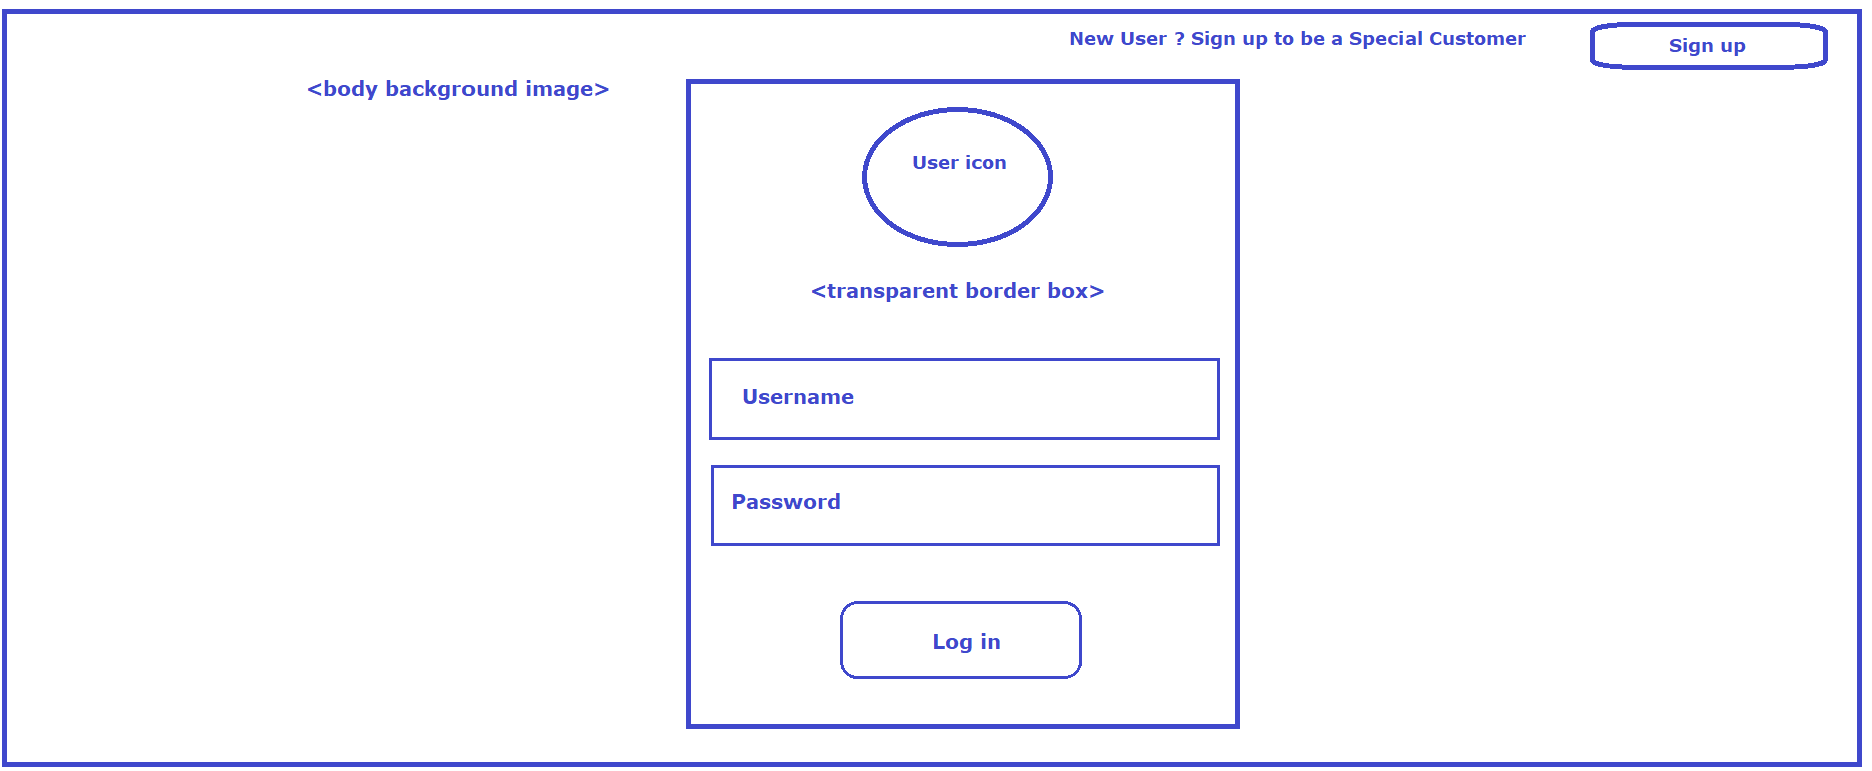 New User ? Sign up to be a Special Customer
Sign up
<body background image>
User icon
<transparent border box>
Username
Password
Log in